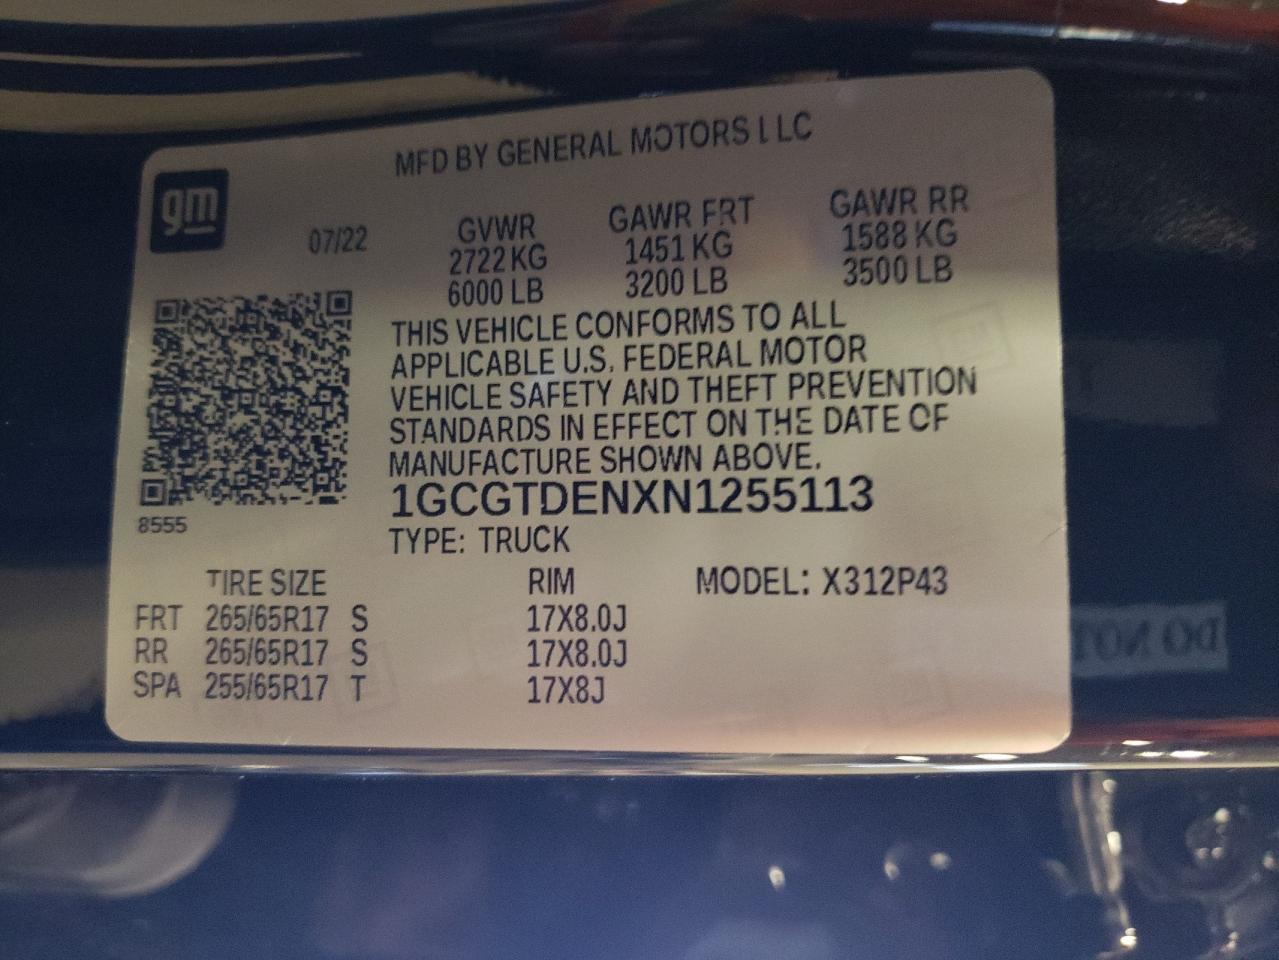 MFD BY GENERAL MOTORS LLC
gm
07/22
GVWR GAWR FRT GAWR RR
2722 KG 1451 KG 1588 KG
6000 LB 3200 LB 3500 LB
THIS VEHICLE CONFORMS TO ALL
APPLICABLE U.S. FEDERAL MOTOR
VEHICLE SAFETY AND THEFT PREVENTION
STANDARDS IN EFFECT ON THE DATE OF
MANUFACTURE SHOWN ABOVE.
1GCGTDENXN1255113
8555
TYPE: TRUCK
TIRE SIZE RIM MODEL: X312P43
FRT 265/65R17 S 17X8.0J
RR 265/65R17 S 17X8.0J
SPA 255/65R17 T 17X8J
DO NOT